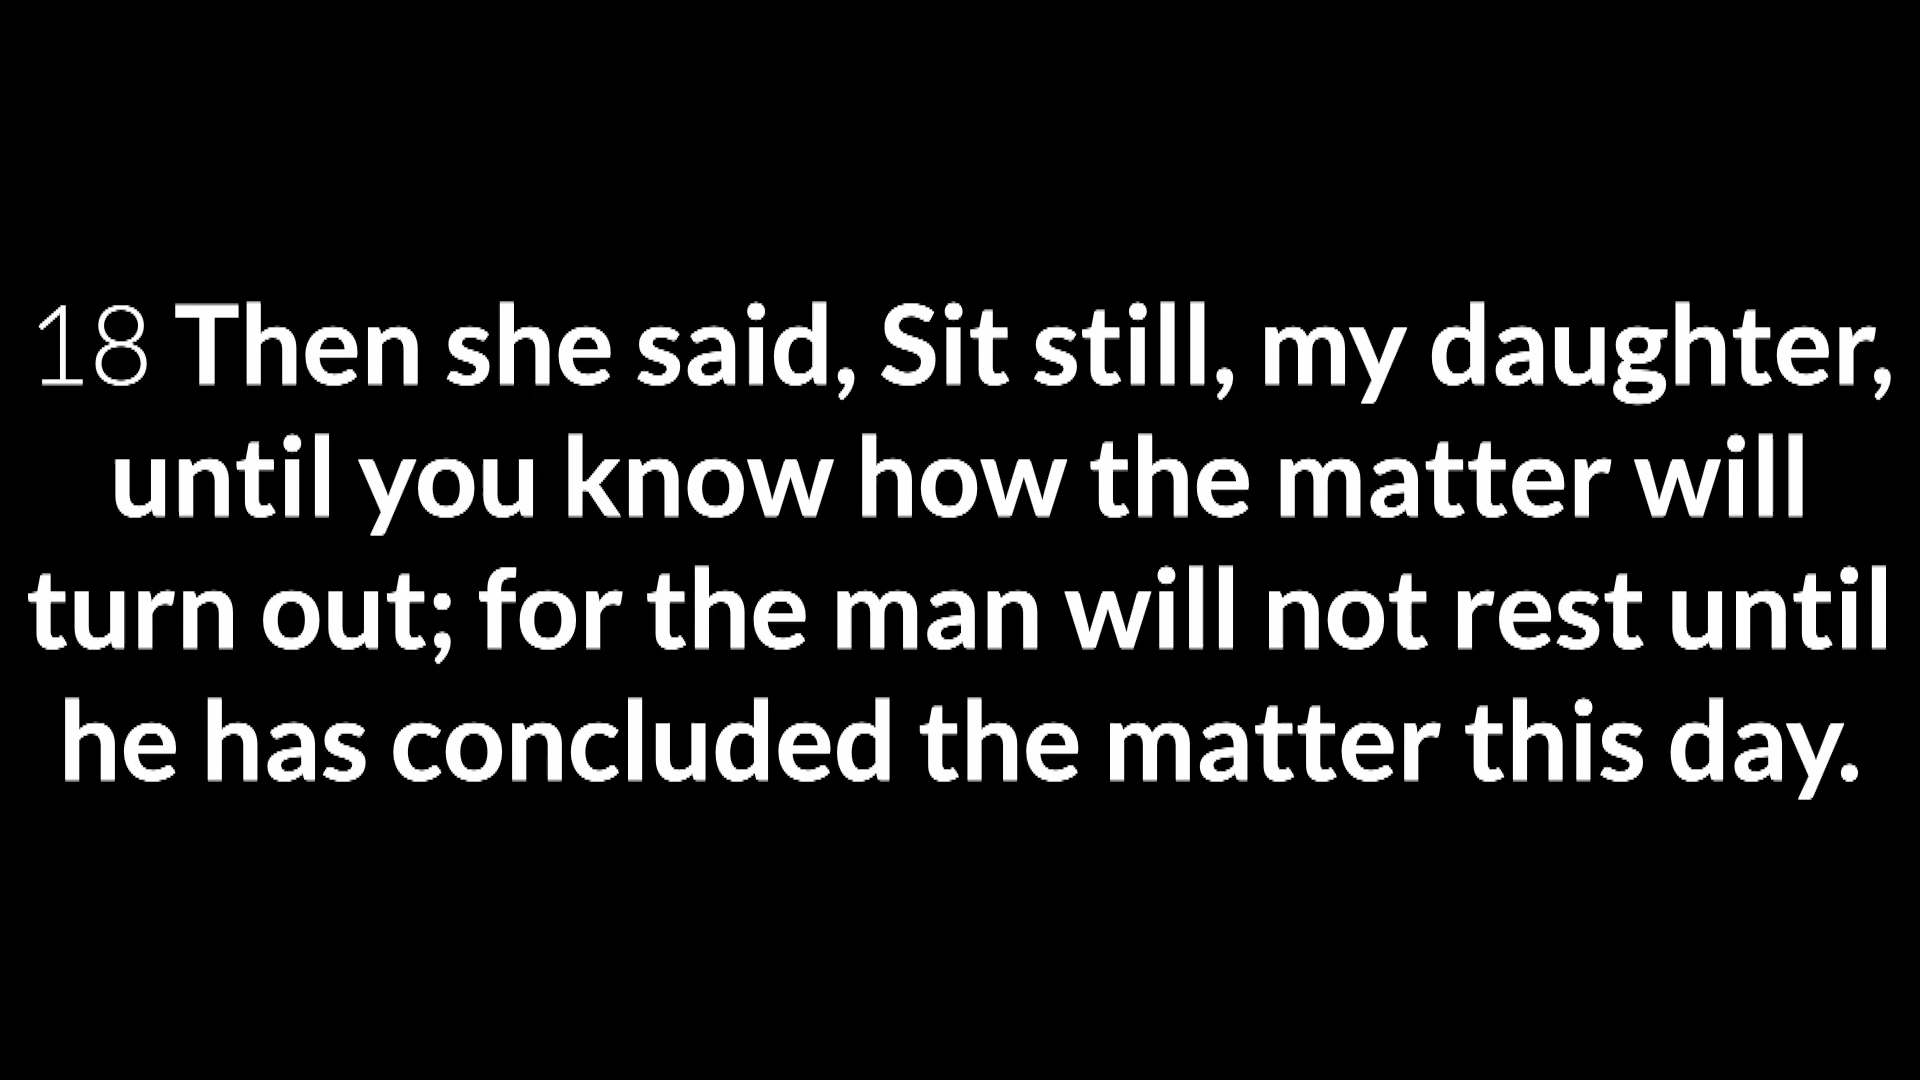 18 Then she said, Sit still, my daughter,
until you know how the matter will
turn out; for the man will not rest until
he has concluded the matter this day.